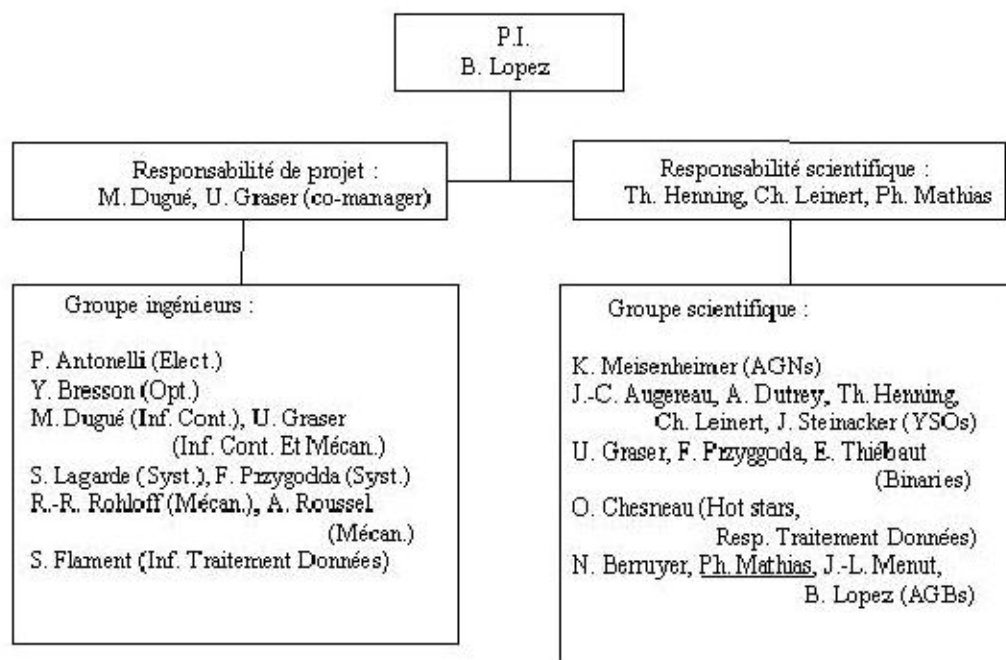 P.I.
B. Lopez
Responsabilité de projet :
M. Dugué, U. Graser (co-manager)
Responsabilité scientifique :
Th. Henning, Ch. Leinert, Ph. Mathias
Groupe ingénieurs :
P. Antonelli (Elect.)
Y. Bresson (Opt.)
M. Dugué (Inf. Cont.), U. Graser
(Inf. Cont. Et Mécan.)
S. Lagarde (Syst.), F. Przygodda (Syst.)
R.-R. Rohloff (Mécan.), A. Roussel
(Mécan.)
S. Flament (Inf. Traitement Données)
Groupe scientifique :
K. Meisenheimer (AGNs)
J.-C. Augereau, A. Dutrey, Th. Henning,
Ch. Leinert, J. Steinacker (YSOs)
U. Graser, F. Przyggoda, E. Thiébaut
(Binaries)
O. Chesneau (Hot stars,
Resp. Traitement Données)
N. Berruyer, Ph. Mathias, J.-L. Menut,
B. Lopez (AGBs)